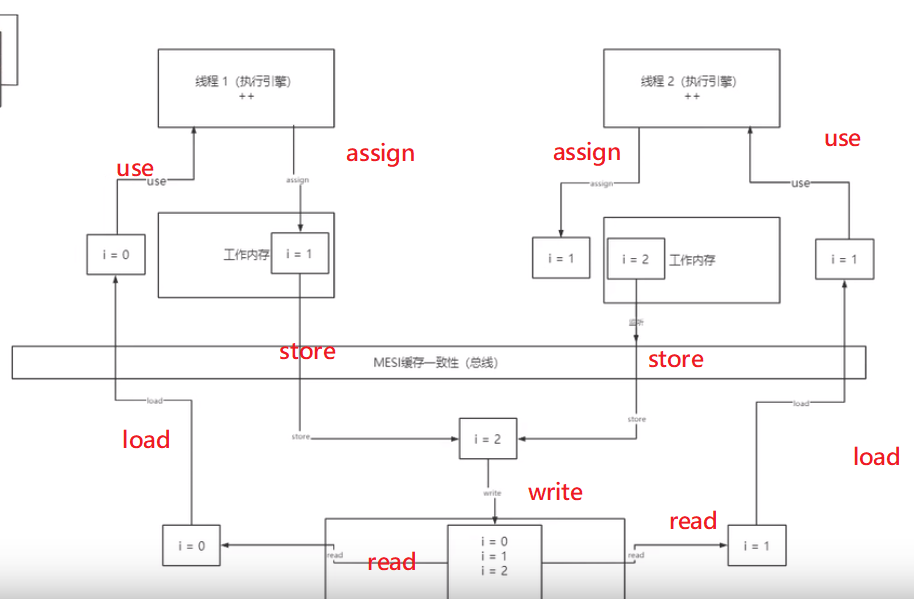 线程 1（执行引擎）
++
线程 2（执行引擎）
++
use
use
assign
assign
assign
assign
use
use
i = 0
工作内存
i = 1
i = 1
i = 2
工作内存
i = 1
监听
store
MESI缓存一致性（总线）
store
load
load
load
load
store
i = 2
store
write
write
i = 0
read
read
i = 0
i = 1
i = 2
read
read
i = 1